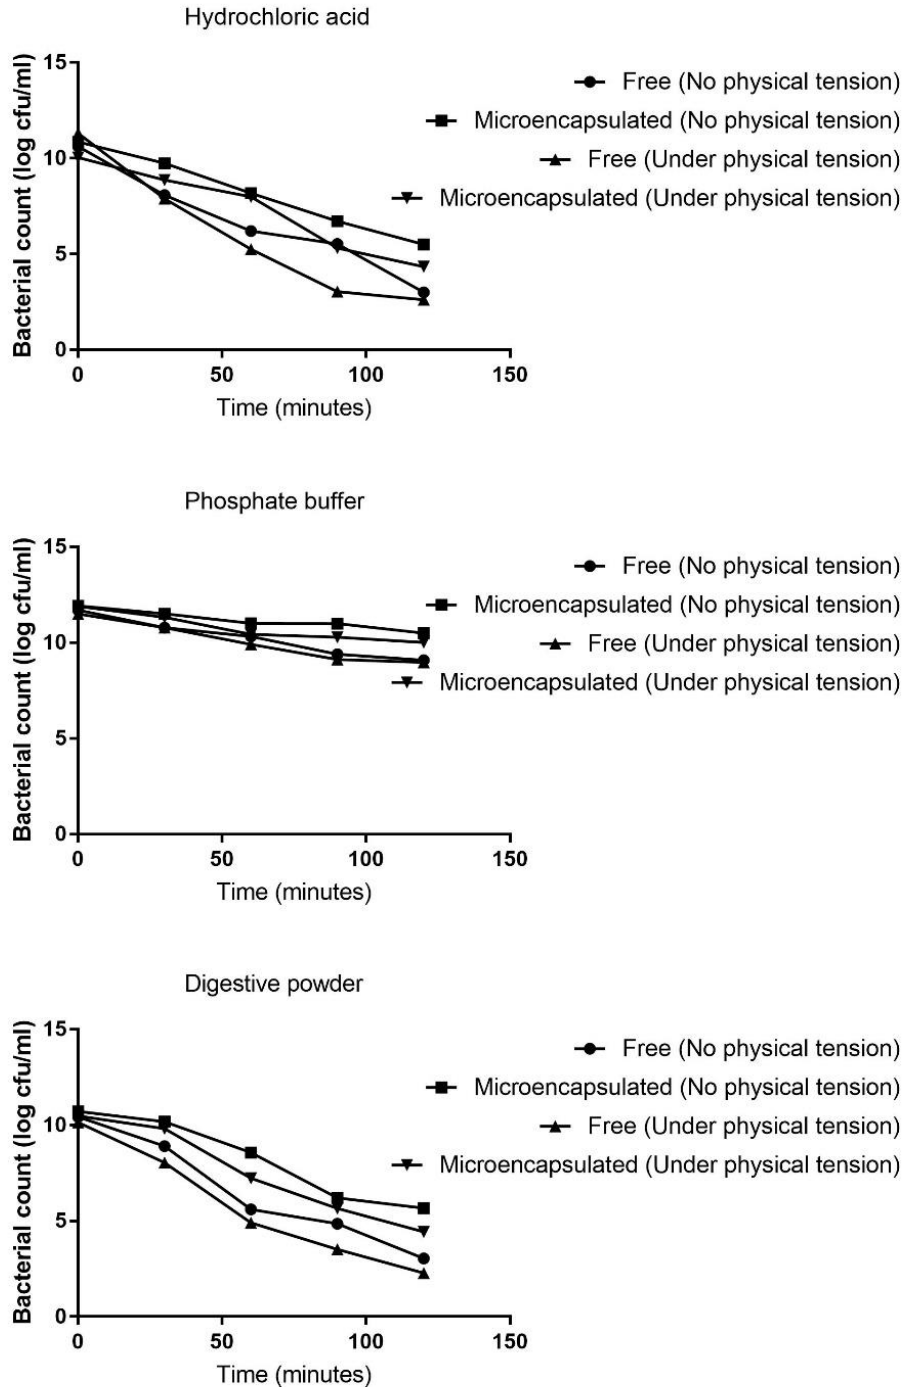 Hydrochloric acid
Bacterial count (log cfu/ml)
15
10
5
0
0 50 100 150
Time (minutes)
Free (No physical tension)
Microencapsulated (No physical tension)
Free (Under physical tension)
Microencapsulated (Under physical tension)
Phosphate buffer
Bacterial count (log cfu/ml)
15
10
5
0
0 50 100 150
Time (minutes)
Free (No physical tension)
Microencapsulated (No physical tension)
Free (Under physical tension)
Microencapsulated (Under physical tension)
Digestive powder
Bacterial count (log cfu/ml)
15
10
5
0
0 50 100 150
Time (minutes)
Free (No physical tension)
Microencapsulated (No physical tension)
Free (Under physical tension)
Microencapsulated (Under physical tension)